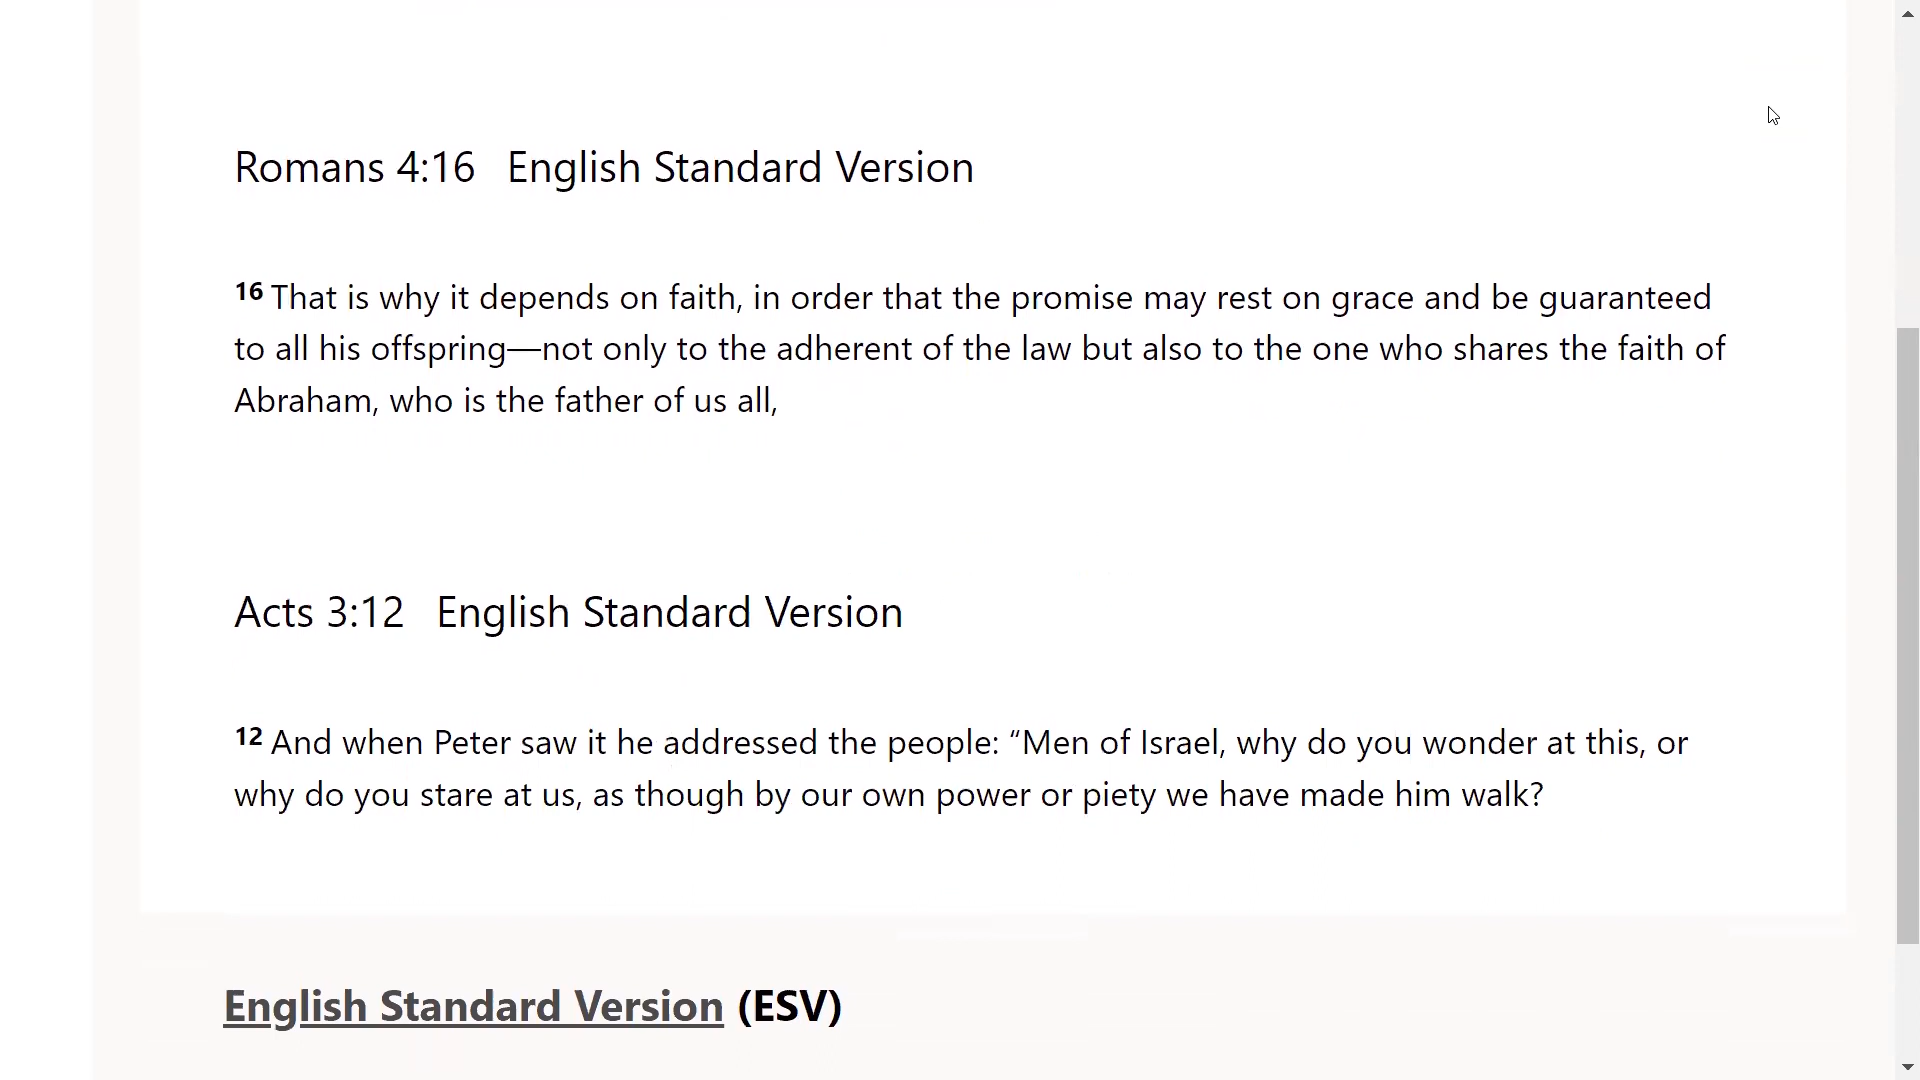 Romans 4:16 English Standard Version
16 That is why it depends on faith, in order that the promise may rest on grace and be guaranteed
to all his offspring—not only to the adherent of the law but also to the one who shares the faith of
Abraham, who is the father of us all,
Acts 3:12 English Standard Version
12 And when Peter saw it he addressed the people: “Men of Israel, why do you wonder at this, or
why do you stare at us, as though by our own power or piety we have made him walk?
English Standard Version (ESV)